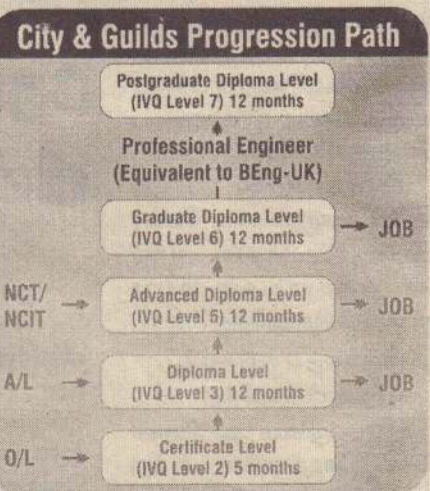 City & Guilds Progression Path
Postgraduate Diploma Level
(IVQ Level 7) 12 months
Professional Engineer
(Equivalent to BEng-UK)
Graduate Diploma Level
(IVQ Level 6) 12 months
JOB
NCT/
NCIT
Advanced Diploma Level
(IVQ Level 5) 12 months
JOB
A/L
Diploma Level
(IVQ Level 3) 12 months
JOB
O/L
Certificate Level
(IVQ Level 2) 5 months